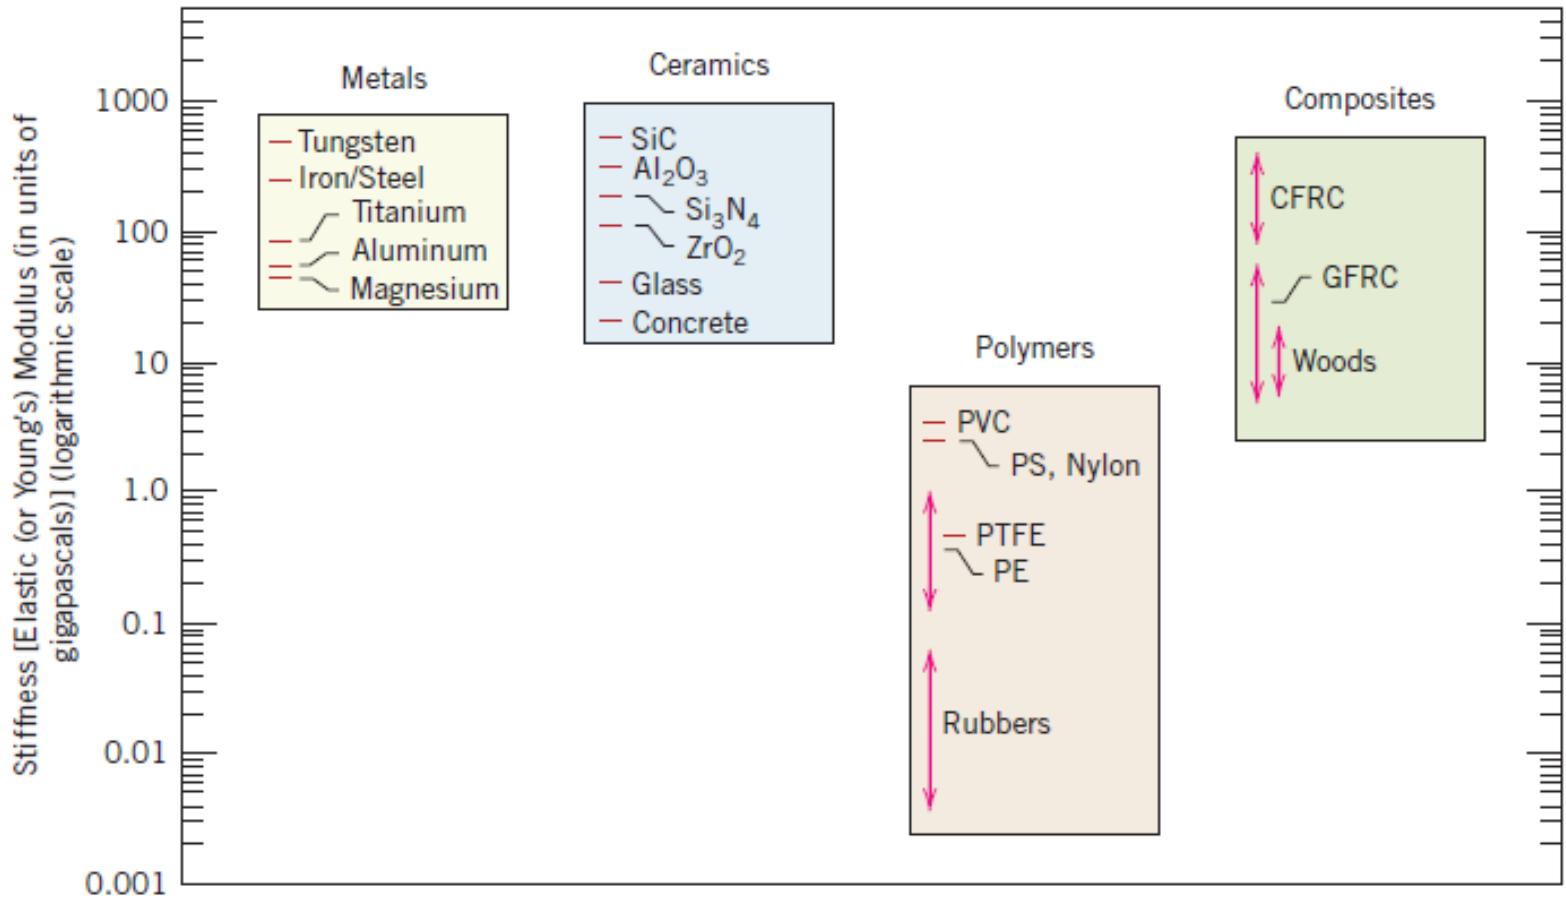 Stiffness [Elastic (or Young's) Modulus (in units of
gigapascals)] (logarithmic scale)
1000
100
10
1.0
0.1
0.01
0.001
Metals
Tungsten
Iron/Steel
Titanium
Aluminum
Magnesium
Ceramics
SiC
Al₂O₃
Si₃N₄
ZrO₂
Glass
Concrete
Polymers
PVC
PS, Nylon
PTFE
PE
Rubbers
Composites
CFRC
GFRC
Woods